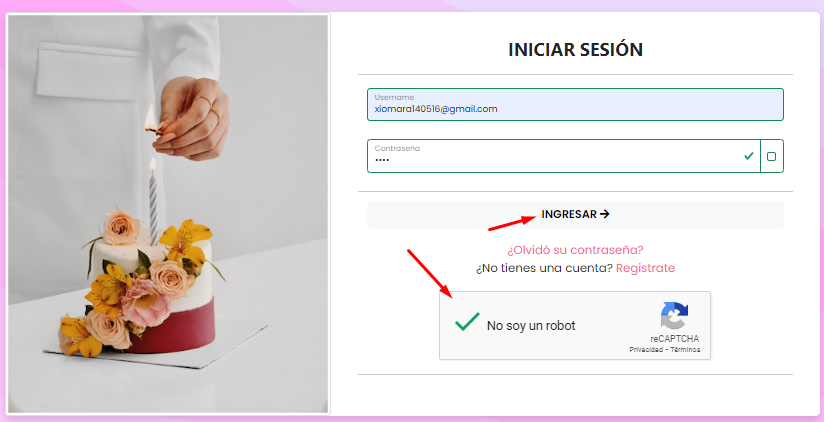 INICIAR SESIÓN
Username
xiomara140516@gmail.com
Contraseña
••••
INGRESAR →
¿Olvidó su contraseña?
¿No tienes una cuenta? Registrate
No soy un robot
reCAPTCHA
Privacidad - Términos